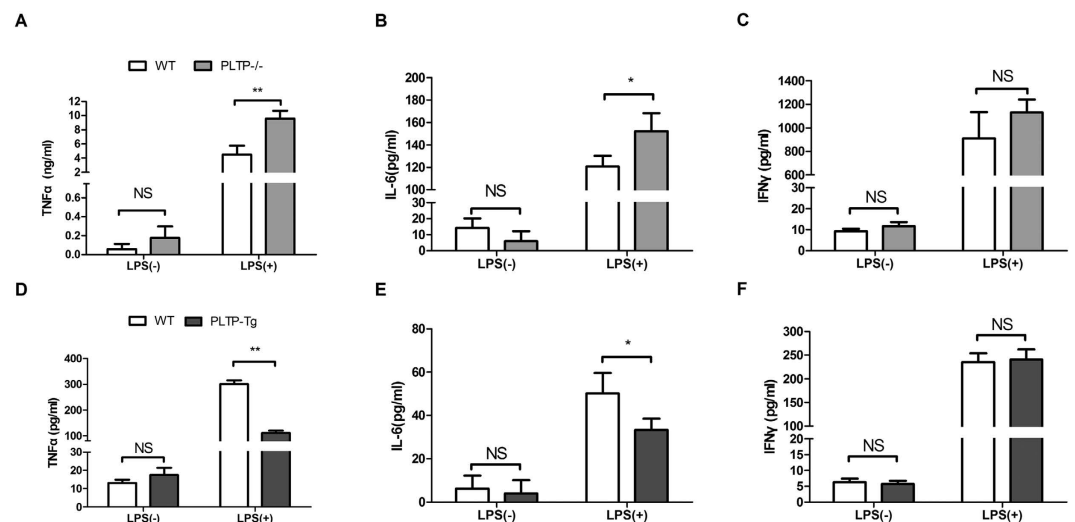 A
WT PLTP-/-
TNFα (ng/ml)
12
10
8
6
4
2
0.6
0.4
0.2
0.0
NS
**
LPS(-) LPS(+)
B
IL-6(pg/ml)
200
180
160
140
120
100
40
30
20
10
0
NS
*
LPS(-) LPS(+)
C
IFNγ (pg/ml)
1400
1200
1000
800
600
30
20
10
0
NS
NS
LPS(-) LPS(+)
D
WT PLTP-Tg
TNFα (pg/ml)
400
300
200
100
30
20
10
0
NS
**
LPS(-) LPS(+)
E
IL-6(pg/ml)
80
60
40
20
0
NS
*
LPS(-) LPS(+)
F
IFNγ (pg/ml)
300
250
200
150
15
10
5
0
NS
NS
LPS(-) LPS(+)